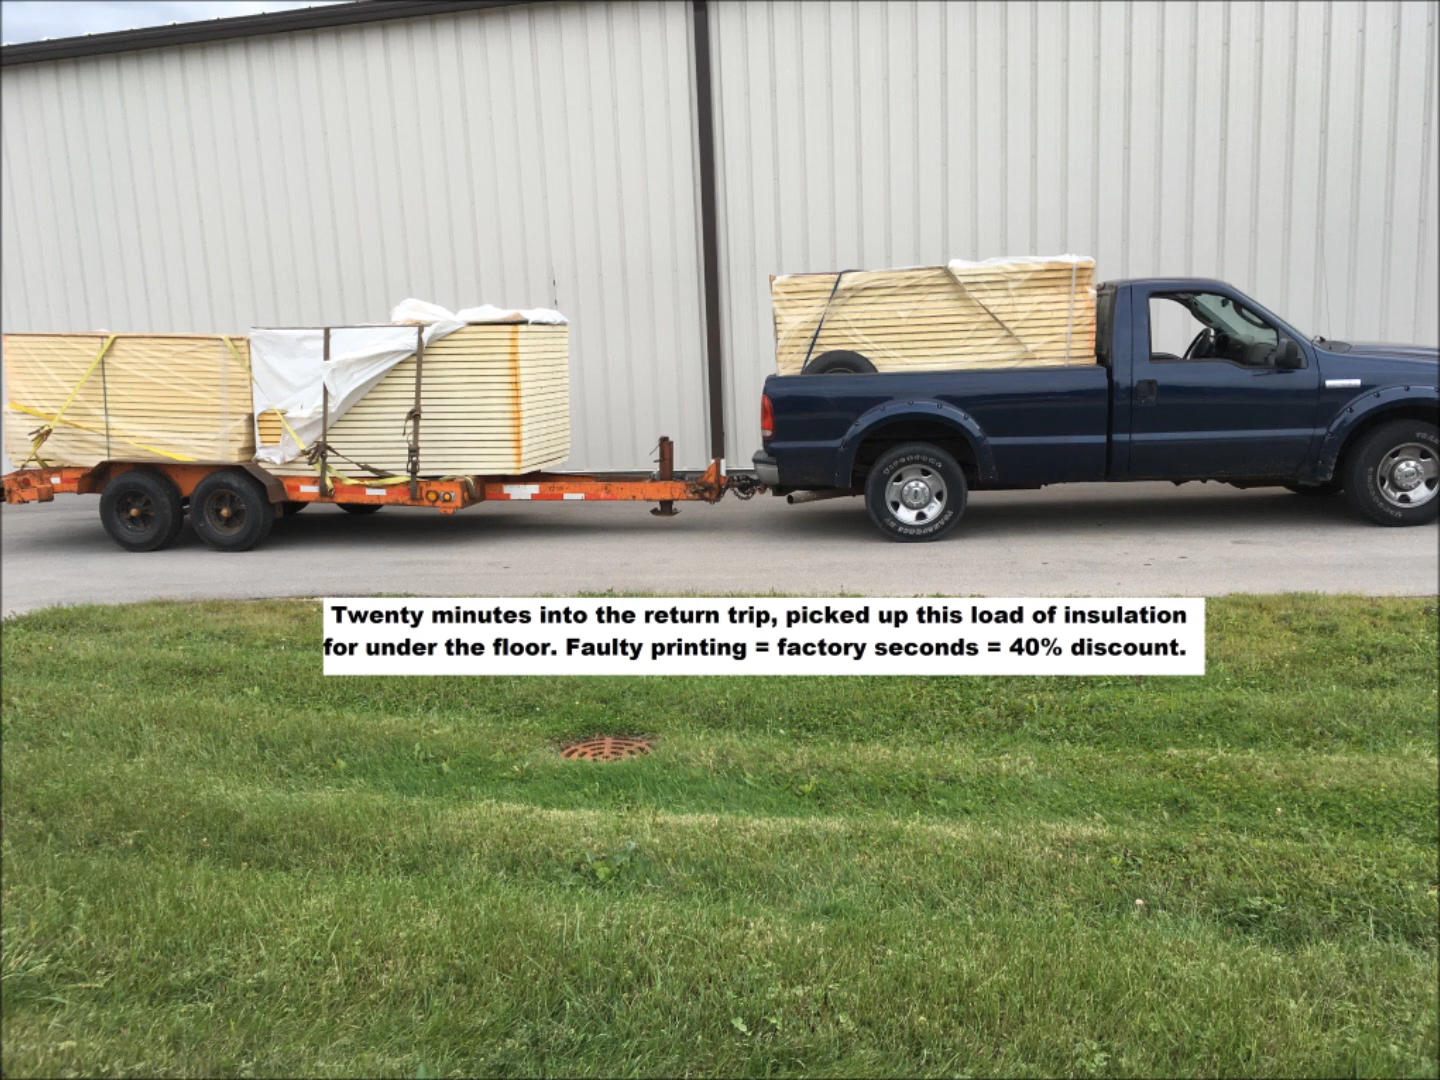 Twenty minutes into the return trip, picked up this load of insulation
for under the floor. Faulty printing = factory seconds = 40% discount.